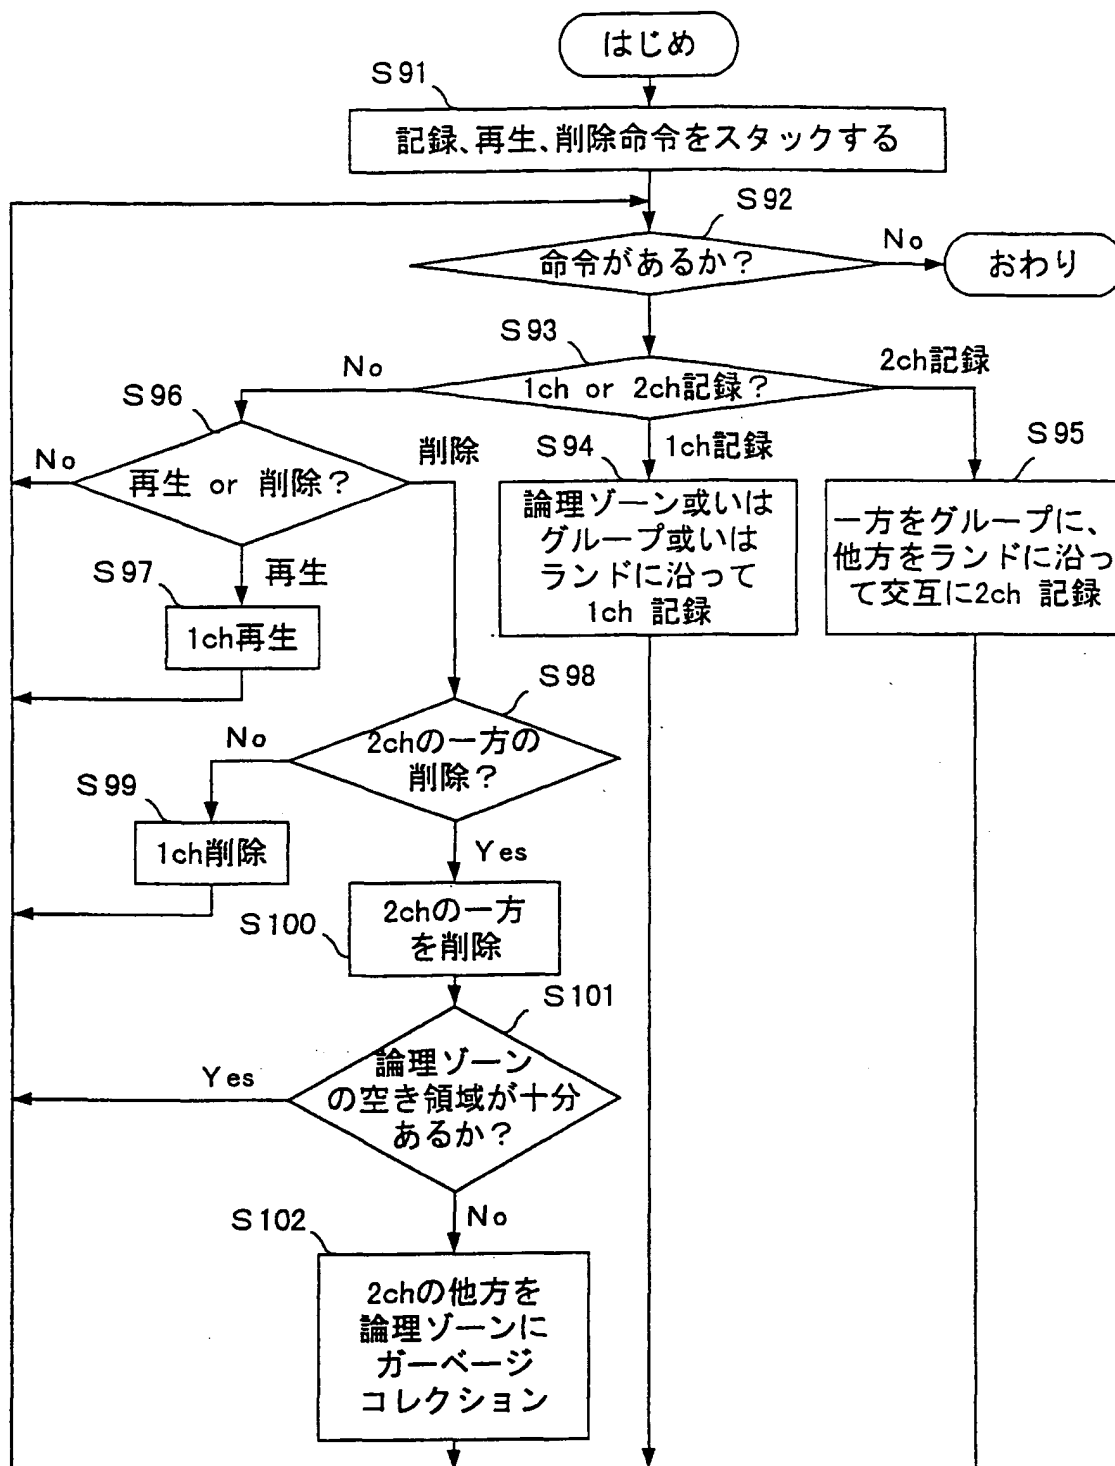 はじめ
S91
記録、再生、削除命令をスタックする
S92
命令があるか?
No
おわり
S93
1ch or 2ch記録?
No
2ch記録
1ch記録
S96
再生 or 削除?
No
削除
再生
S94
論理ゾーン或いは
グループ或いは
ランドに沿って
1ch 記録
S95
一方をグループに、
他方をランドに沿っ
て交互に2ch 記録
S97
1ch再生
S98
2chの一方の
削除?
No
Yes
S99
1ch削除
S100
2chの一方
を削除
S101
論理ゾーン
の空き領域が十分
あるか?
Yes
No
S102
2chの他方を
論理ゾーンに
ガーベージ
コレクション